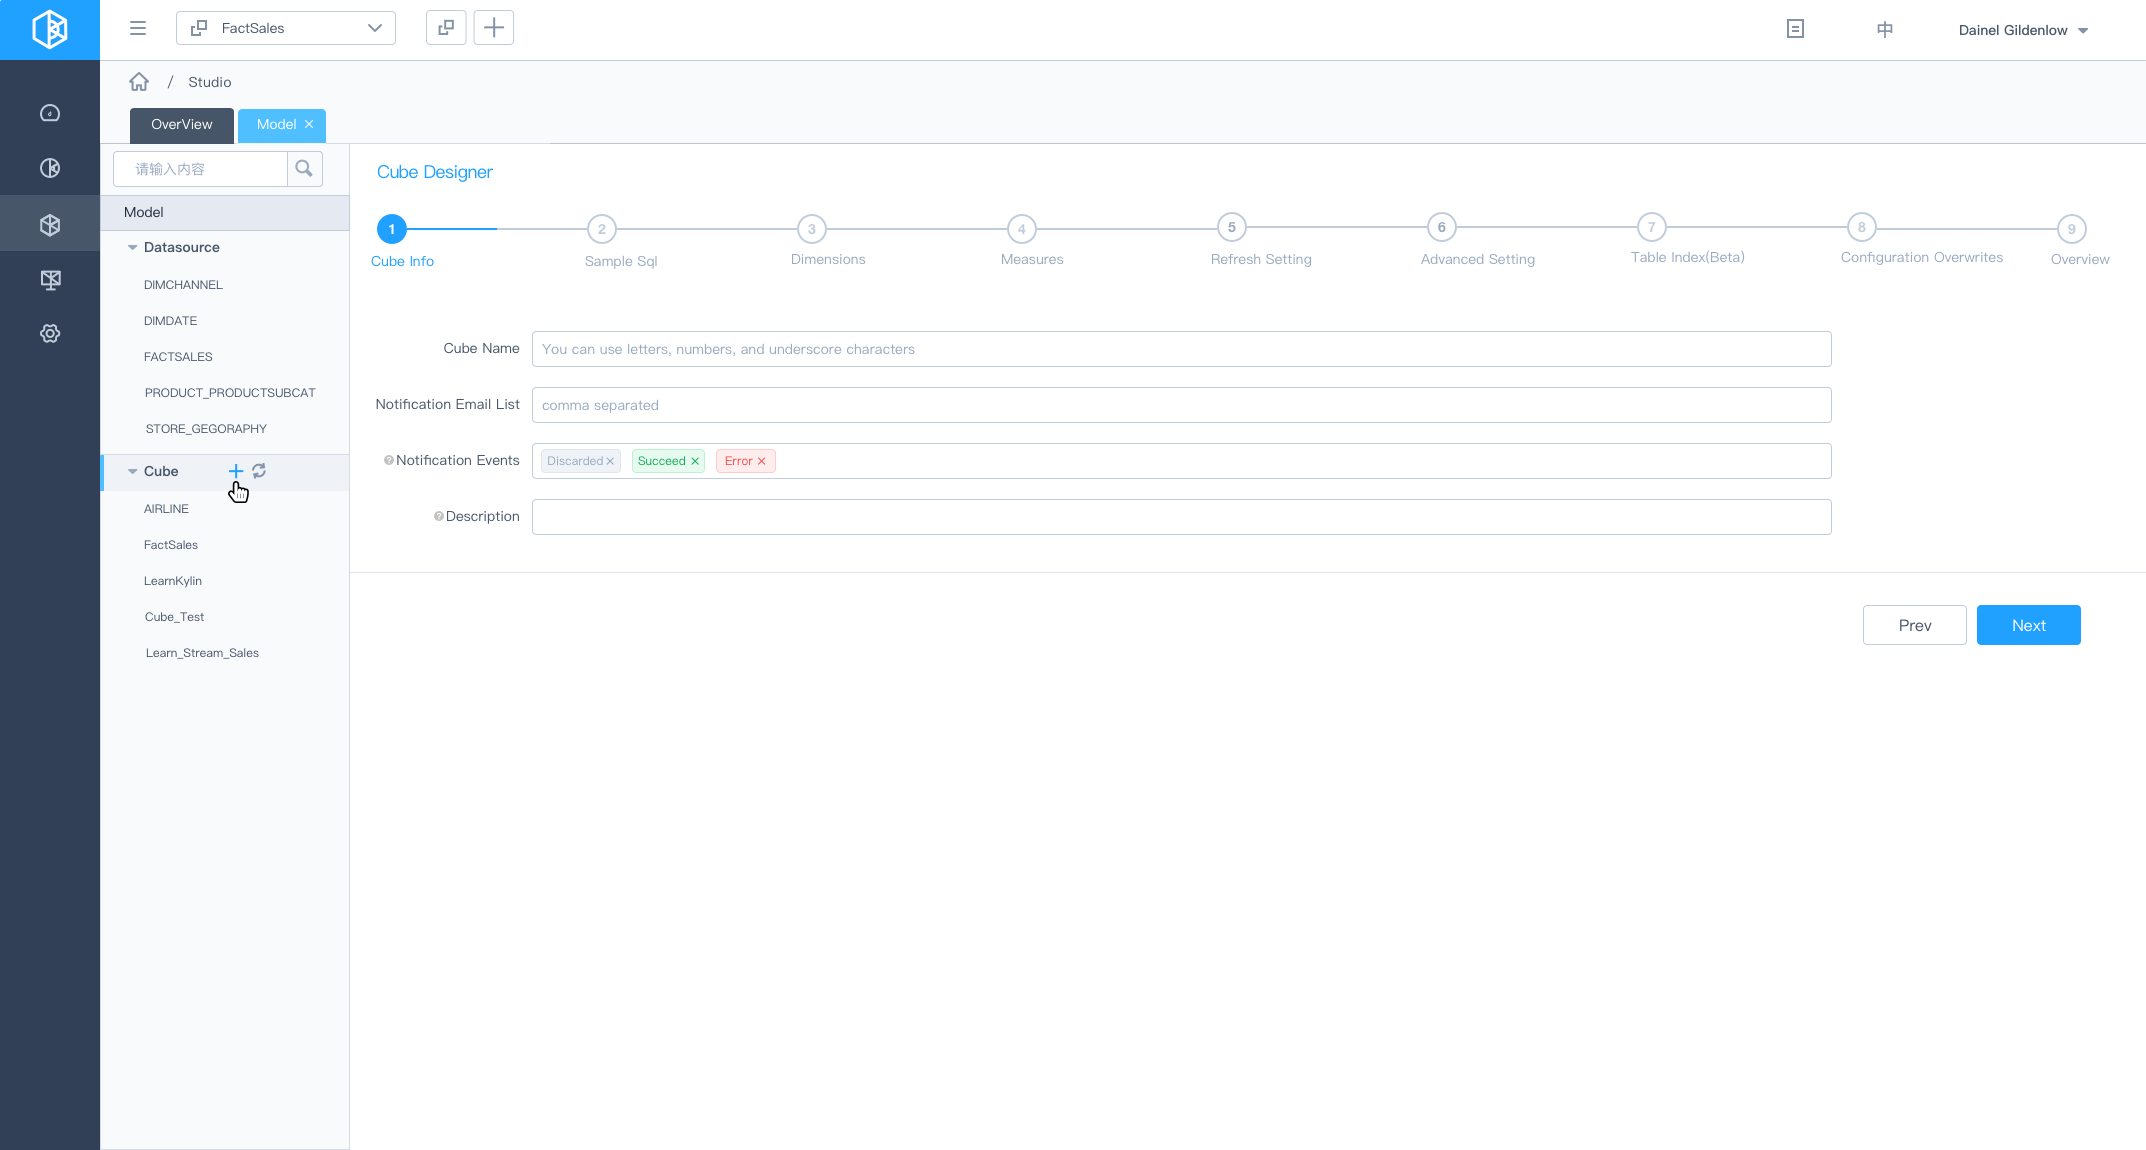 FactSales
中
Dainel Gildenlow
/ Studio
OverView
Model
请输入内容
Model
Datasource
DIMCHANNEL
DIMDATE
FACTSALES
PRODUCT_PRODUCTSUBCAT
STORE_GEGORAPHY
Cube
AIRLINE
FactSales
LearnKylin
Cube_Test
Learn_Stream_Sales
Cube Designer
1 2 3 4 5 6 7 8 9
Cube Info
Sample Sql
Dimensions
Measures
Refresh Setting
Advanced Setting
Table Index(Beta)
Configuration Overwrites
Overview
Cube Name
You can use letters, numbers, and underscore characters
Notification Email List
comma separated
Notification Events
Discarded
Succeed
Error
Description
Prev
Next